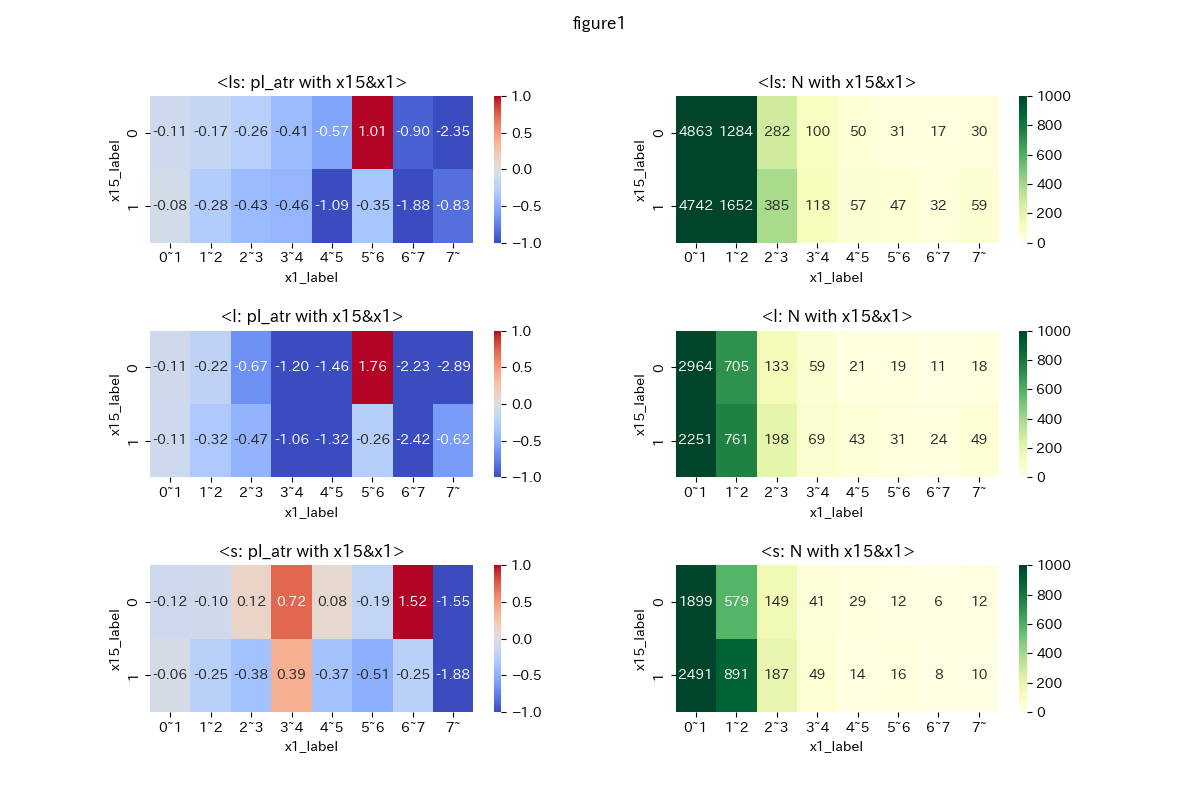 figure1
<ls: pl_atr with x15&x1>
x15_label
0 -0.11 -0.17 -0.26 -0.41 -0.57 1.01 -0.90 -2.35
1 -0.08 -0.28 -0.43 -0.46 -1.09 -0.35 -1.88 -0.83
0~1 1~2 2~3 3~4 4~5 5~6 6~7 7~
x1_label
1.0
0.5
0.0
−0.5
−1.0
<ls: N with x15&x1>
x15_label
0 4863 1284 282 100 50 31 17 30
1 4742 1652 385 118 57 47 32 59
0~1 1~2 2~3 3~4 4~5 5~6 6~7 7~
x1_label
1000
800
600
400
200
0
<l: pl_atr with x15&x1>
x15_label
0 -0.11 -0.22 -0.67 -1.20 -1.46 1.76 -2.23 -2.89
1 -0.11 -0.32 -0.47 -1.06 -1.32 -0.26 -2.42 -0.62
0~1 1~2 2~3 3~4 4~5 5~6 6~7 7~
x1_label
1.0
0.5
0.0
−0.5
−1.0
<l: N with x15&x1>
x15_label
0 2964 705 133 59 21 19 11 18
1 2251 761 198 69 43 31 24 49
0~1 1~2 2~3 3~4 4~5 5~6 6~7 7~
x1_label
1000
800
600
400
200
0
<s: pl_atr with x15&x1>
x15_label
0 -0.12 -0.10 0.12 0.72 0.08 -0.19 1.52 -1.55
1 -0.06 -0.25 -0.38 0.39 -0.37 -0.51 -0.25 -1.88
0~1 1~2 2~3 3~4 4~5 5~6 6~7 7~
x1_label
1.0
0.5
0.0
−0.5
−1.0
<s: N with x15&x1>
x15_label
0 1899 579 149 41 29 12 6 12
1 2491 891 187 49 14 16 8 10
0~1 1~2 2~3 3~4 4~5 5~6 6~7 7~
x1_label
1000
800
600
400
200
0